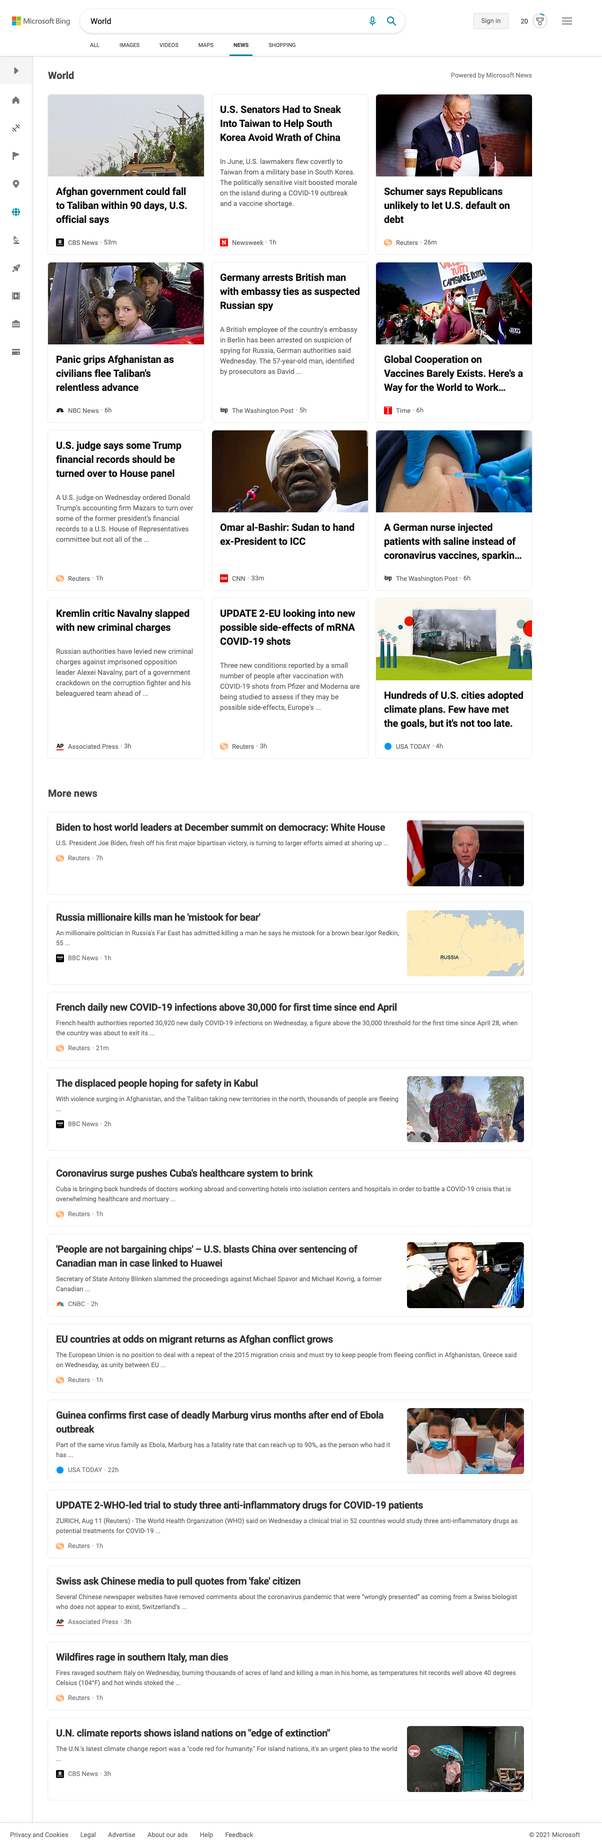 Microsoft Bing
World
Sign in
20
ALL
IMAGES
VIDEOS
MAPS
NEWS
SHOPPING
World
Powered by Microsoft News
Afghan government could fall
to Taliban within 90 days, U.S.
official says
CBS News · 53m
U.S. Senators Had to Sneak
Into Taiwan to Help South
Korea Avoid Wrath of China
In June, U.S. lawmakers flew covertly to
Taiwan from a military base in South Korea.
The politically sensitive visit boosted morale
on the island during a COVID-19 outbreak
and a vaccine shortage.
Newsweek · 1h
Schumer says Republicans
unlikely to let U.S. default on
debt
Reuters · 26m
Panic grips Afghanistan as
civilians flee Taliban's
relentless advance
NBC News · 6h
Germany arrests British man
with embassy ties as suspected
Russian spy
A British employee of the country's embassy
in Berlin has been arrested on suspicion of
spying for Russia, German authorities said
Wednesday. The 57-year-old man, identified
by prosecutors as David ...
wp
The Washington Post · 5h
TUTTI
CAMBIARE ROTTA
Global Cooperation on
Vaccines Barely Exists. Here's a
Way for the World to Work...
Time · 6h
U.S. judge says some Trump
financial records should be
turned over to House panel
A U.S. judge on Wednesday ordered Donald
Trump's accounting firm Mazars to turn over
some of the former president's financial
records to a U.S. House of Representatives
committee but not all of the ...
Reuters · 1h
Omar al-Bashir: Sudan to hand
ex-President to ICC
CNN · 33m
A German nurse injected
patients with saline instead of
coronavirus vaccines, sparkin...
wp
The Washington Post · 6h
Kremlin critic Navalny slapped
with new criminal charges
Russian authorities have levied new criminal
charges against imprisoned opposition
leader Alexei Navalny, part of a government
crackdown on the corruption fighter and his
beleaguered team ahead of ...
AP
Associated Press · 3h
UPDATE 2-EU looking into new
possible side-effects of mRNA
COVID-19 shots
Three new conditions reported by a small
number of people after vaccination with
COVID-19 shots from Pfizer and Moderna are
being studied to assess if they may be
possible side-effects, Europe's ...
Reuters · 3h
Hundreds of U.S. cities adopted
climate plans. Few have met
the goals, but it's not too late.
USA TODAY · 4h
More news
Biden to host world leaders at December summit on democracy: White House
U.S. President Joe Biden, fresh off his first major bipartisan victory, is turning to larger efforts aimed at shoring up ...
Reuters · 7h
Russia millionaire kills man he 'mistook for bear'
An millionaire politician in Russia's Far East has admitted killing a man he says he mistook for a brown bear.Igor Redkin,
55 ...
BBC News · 1h
RUSSIA
French daily new COVID-19 infections above 30,000 for first time since end April
French health authorities reported 30,920 new daily COVID-19 infections on Wednesday, a figure above the 30,000 threshold for the first time since April 28, when
the country was about to exit its ...
Reuters · 21m
The displaced people hoping for safety in Kabul
With violence surging in Afghanistan, and the Taliban taking new territories in the north, thousands of people are fleeing
...
BBC News · 2h
Coronavirus surge pushes Cuba's healthcare system to brink
Cuba is bringing back hundreds of doctors working abroad and converting hotels into isolation centers and hospitals in order to battle a COVID-19 crisis that is
overwhelming healthcare and mortuary ...
Reuters · 1h
'People are not bargaining chips' – U.S. blasts China over sentencing of
Canadian man in case linked to Huawei
Secretary of State Antony Blinken slammed the proceedings against Michael Spavor and Michael Kovrig, a former
Canadian ...
CNBC · 2h
EU countries at odds on migrant returns as Afghan conflict grows
The European Union is no position to deal with a repeat of the 2015 migration crisis and must try to keep people from fleeing conflict in Afghanistan, Greece said
on Wednesday, as unity between EU ...
Reuters · 1h
Guinea confirms first case of deadly Marburg virus months after end of Ebola
outbreak
Part of the same virus family as Ebola, Marburg has a fatality rate that can reach up to 90%, as the person who had it
has ...
USA TODAY · 22h
UPDATE 2-WHO-led trial to study three anti-inflammatory drugs for COVID-19 patients
ZURICH, Aug 11 (Reuters) - The World Health Organization (WHO) said on Wednesday a clinical trial in 52 countries would study three anti-inflammatory drugs as
potential treatments for COVID-19 ...
Reuters · 1h
Swiss ask Chinese media to pull quotes from 'fake' citizen
Several Chinese newspaper websites have removed comments about the coronavirus pandemic that were "wrongly presented" as coming from a Swiss biologist
who does not appear to exist, Switzerland's ...
AP
Associated Press · 3h
Wildfires rage in southern Italy, man dies
Fires ravaged southern Italy on Wednesday, burning thousands of acres of land and killing a man in his home, as temperatures hit records well above 40 degrees
Celsius (104°F) and hot winds stoked the ...
Reuters · 1h
U.N. climate reports shows island nations on "edge of extinction"
The U.N.'s latest climate change report was a "code red for humanity." For island nations, it's an urgent plea to the world
...
CBS News · 3h
Privacy and Cookies
Legal
Advertise
About our ads
Help
Feedback
© 2021 Microsoft